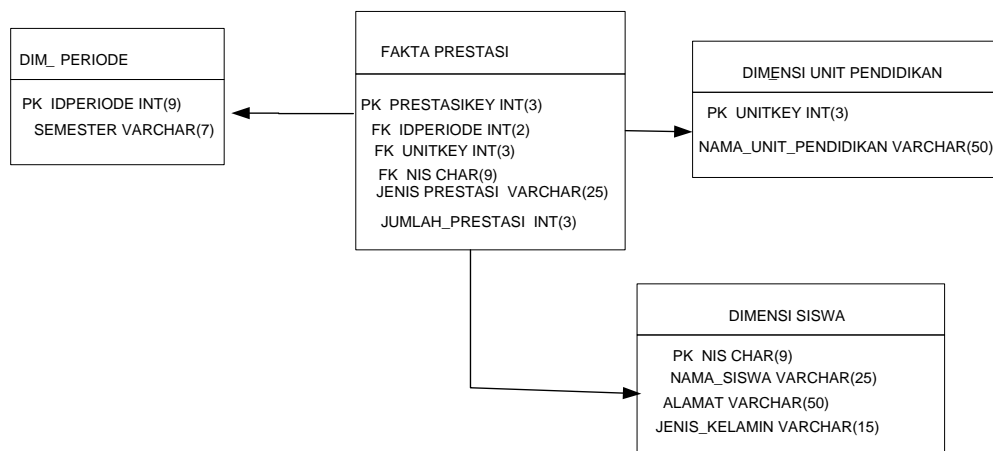 DIM_ PERIODE
PK IDPERIODE INT(9)
SEMESTER VARCHAR(7)
FAKTA PRESTASI
PK PRESTASIKEY INT(3)
FK IDPERIODE INT(2)
FK UNITKEY INT(3)
FK NIS CHAR(9)
JENIS PRESTASI VARCHAR(25)
JUMLAH_PRESTASI INT(3)
DIMENSI UNIT PENDIDIKAN
PK UNITKEY INT(3)
NAMA_UNIT_PENDIDIKAN VARCHAR(50)
DIMENSI SISWA
PK NIS CHAR(9)
NAMA_SISWA VARCHAR(25)
ALAMAT VARCHAR(50)
JENIS_KELAMIN VARCHAR(15)